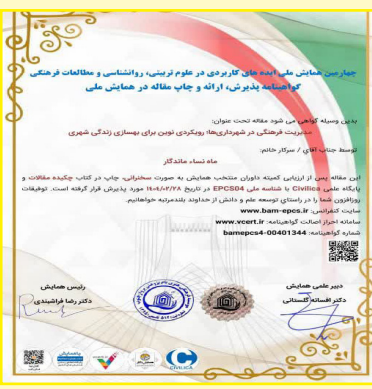 چهارمین همایش ملی ایده های کاربردی در علوم تربیتی، روانشناسی و مطالعات فرهنگی
گواهینامه پذیرش، ارائه و چاپ مقاله در همایش ملی
بدین وسیله گواهی می شود مقاله تحت عنوان:
مدیریت فرهنگی در شهرداری‌ها؛ رویکردی نوین برای بهسازی زندگی شهری
توسط جناب آقای / سرکار خانم:
ماه نساء ماندگار
این مقاله پس از ارزیابی کمیته داوران منتخب همایش به صورت سخنرانی، چاپ در کتاب چکیده مقالات و
پایگاه علمی Civilica با شناسه ملی EPCS04 در تاریخ ۱۴۰۴/۰۲/۲۸ مورد پذیرش قرار گرفته است. توفیقات
روزافزون شما را در راستای توسعه علم و دانش از خداوند بلندمرتبه خواهانیم.
سایت کنفرانس: www.bam-epcs.ir
سامانه احراز اصالت گواهینامه: www.vcert.ir
شماره گواهینامه: bamepcs4-00401344
دبیر علمی همایش
دکتر افسانه گلستانی
رئیس همایش
دکتر رضا فراشبندی
CIVILICA